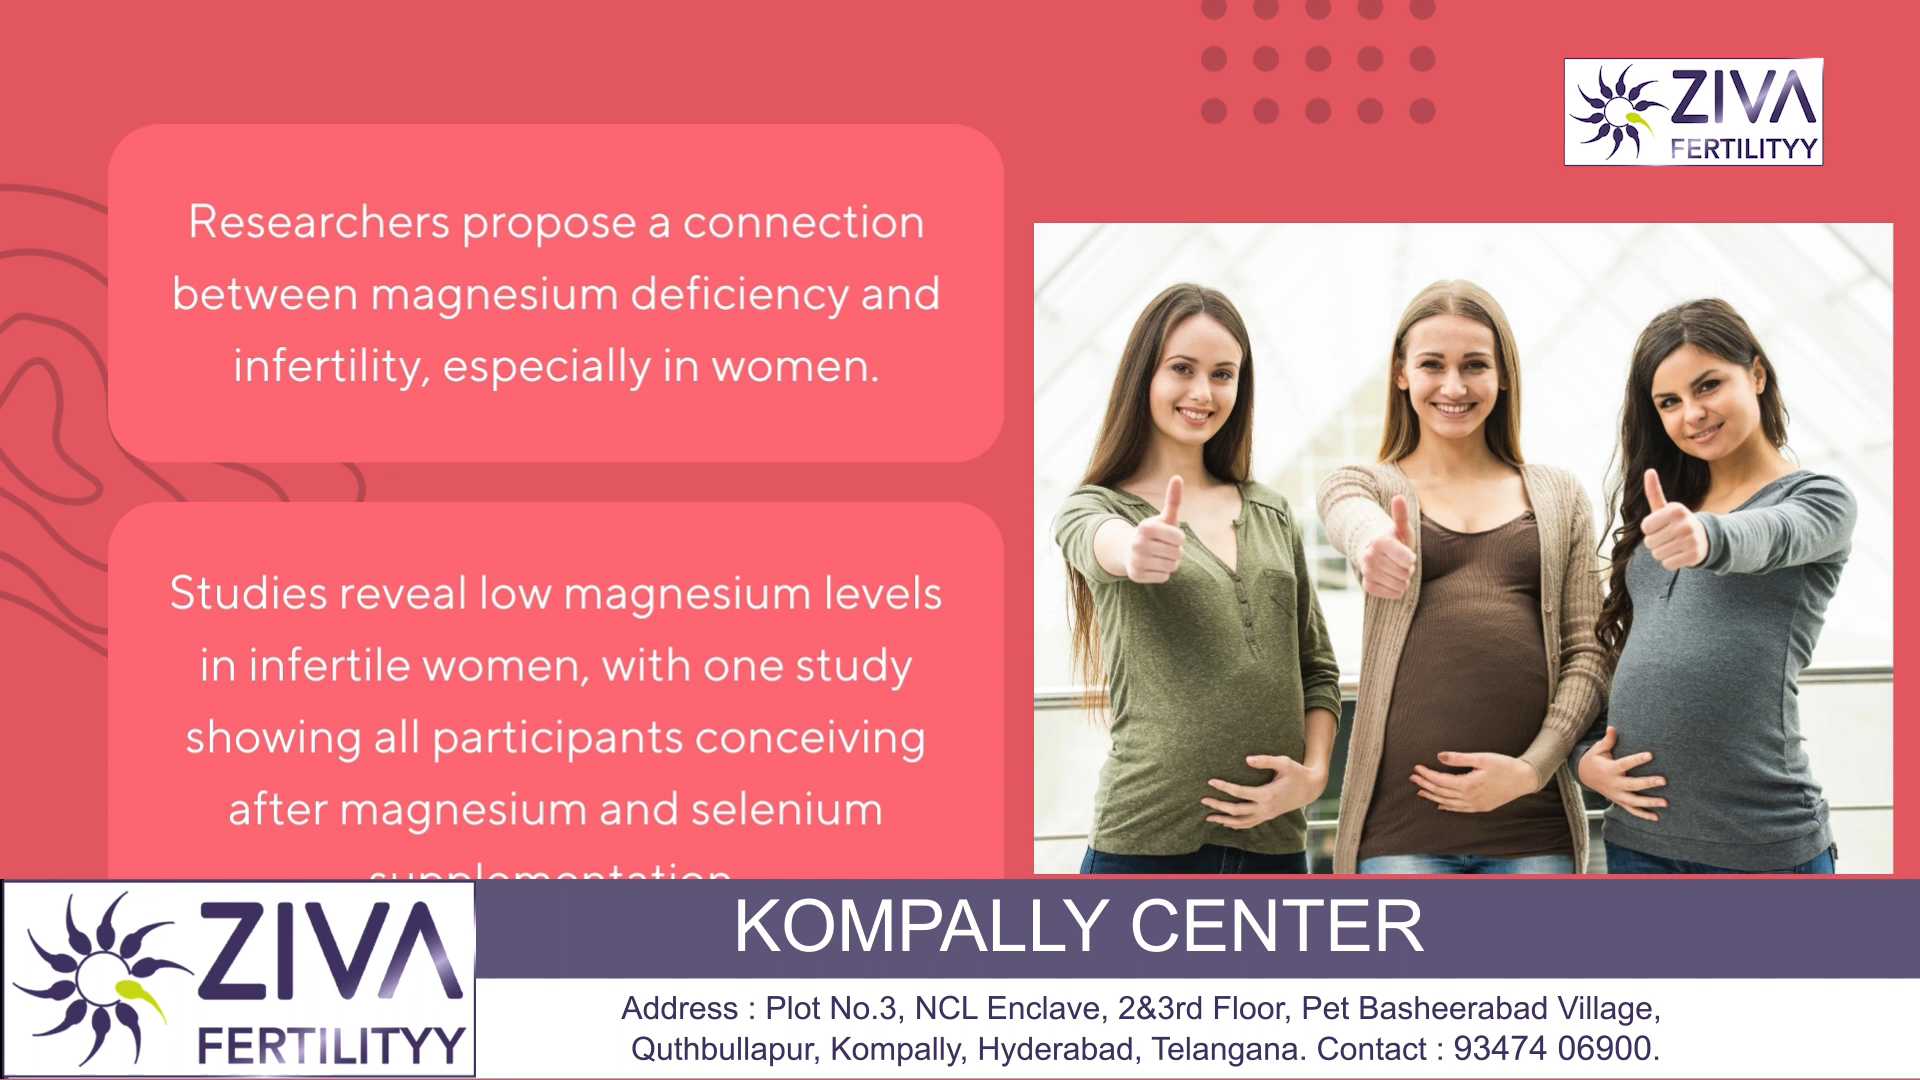 ZIVA
FERTILITYY
Researchers propose a connection
between magnesium deficiency and
infertility, especially in women.
Studies reveal low magnesium levels
in infertile women, with one study
showing all participants conceiving
after magnesium and selenium
supplementation
ZIVA
FERTILITYY
KOMPALLY CENTER
Address : Plot No.3, NCL Enclave, 2&3rd Floor, Pet Basheerabad Village,
Quthbullapur, Kompally, Hyderabad, Telangana. Contact : 93474 06900.